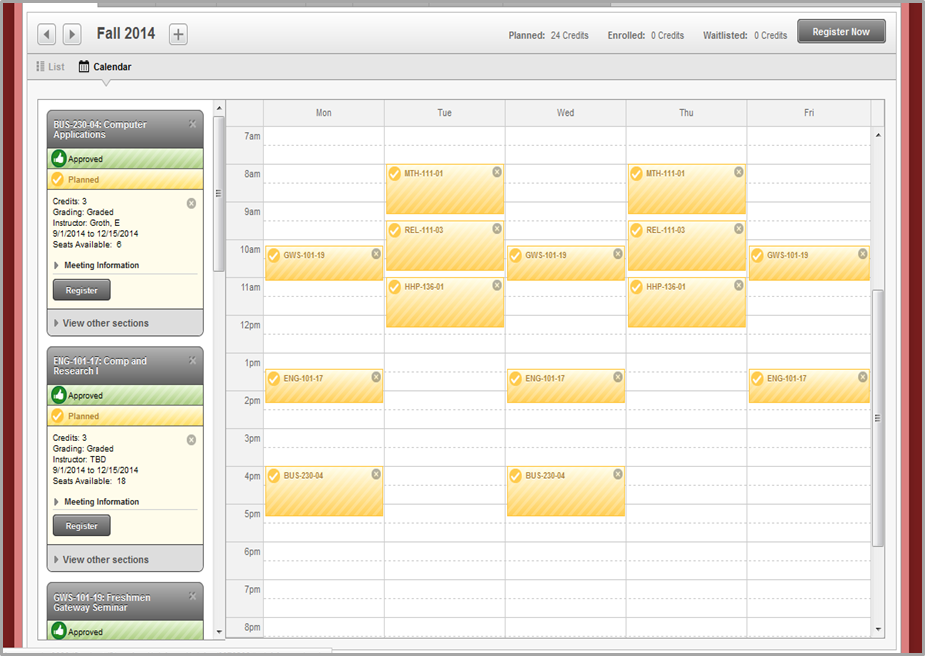 Fall 2014
Planned: 24 Credits Enrolled: 0 Credits Waitlisted: 0 Credits Register Now
List Calendar
BUS-230-04: Computer
Applications
Approved
Planned
Credits: 3
Grading: Graded
Instructor: Groth, E
9/1/2014 to 12/15/2014
Seats Available: 6
Meeting Information
Register
View other sections
ENG-101-17: Comp and
Research I
Approved
Planned
Credits: 3
Grading: Graded
Instructor: TBD
9/1/2014 to 12/15/2014
Seats Available: 18
Meeting Information
Register
View other sections
GWS-101-19: Freshmen
Gateway Seminar
Approved
Mon Tue Wed Thu Fri
7am
8am MTH-111-01 MTH-111-01
9am
REL-111-03 REL-111-03
10am
GWS-101-19 GWS-101-19 GWS-101-19
11am HHP-136-01 HHP-136-01
12pm
1pm
ENG-101-17 ENG-101-17 ENG-101-17
2pm
3pm
4pm BUS-230-04 BUS-230-04
5pm
6pm
7pm
8pm